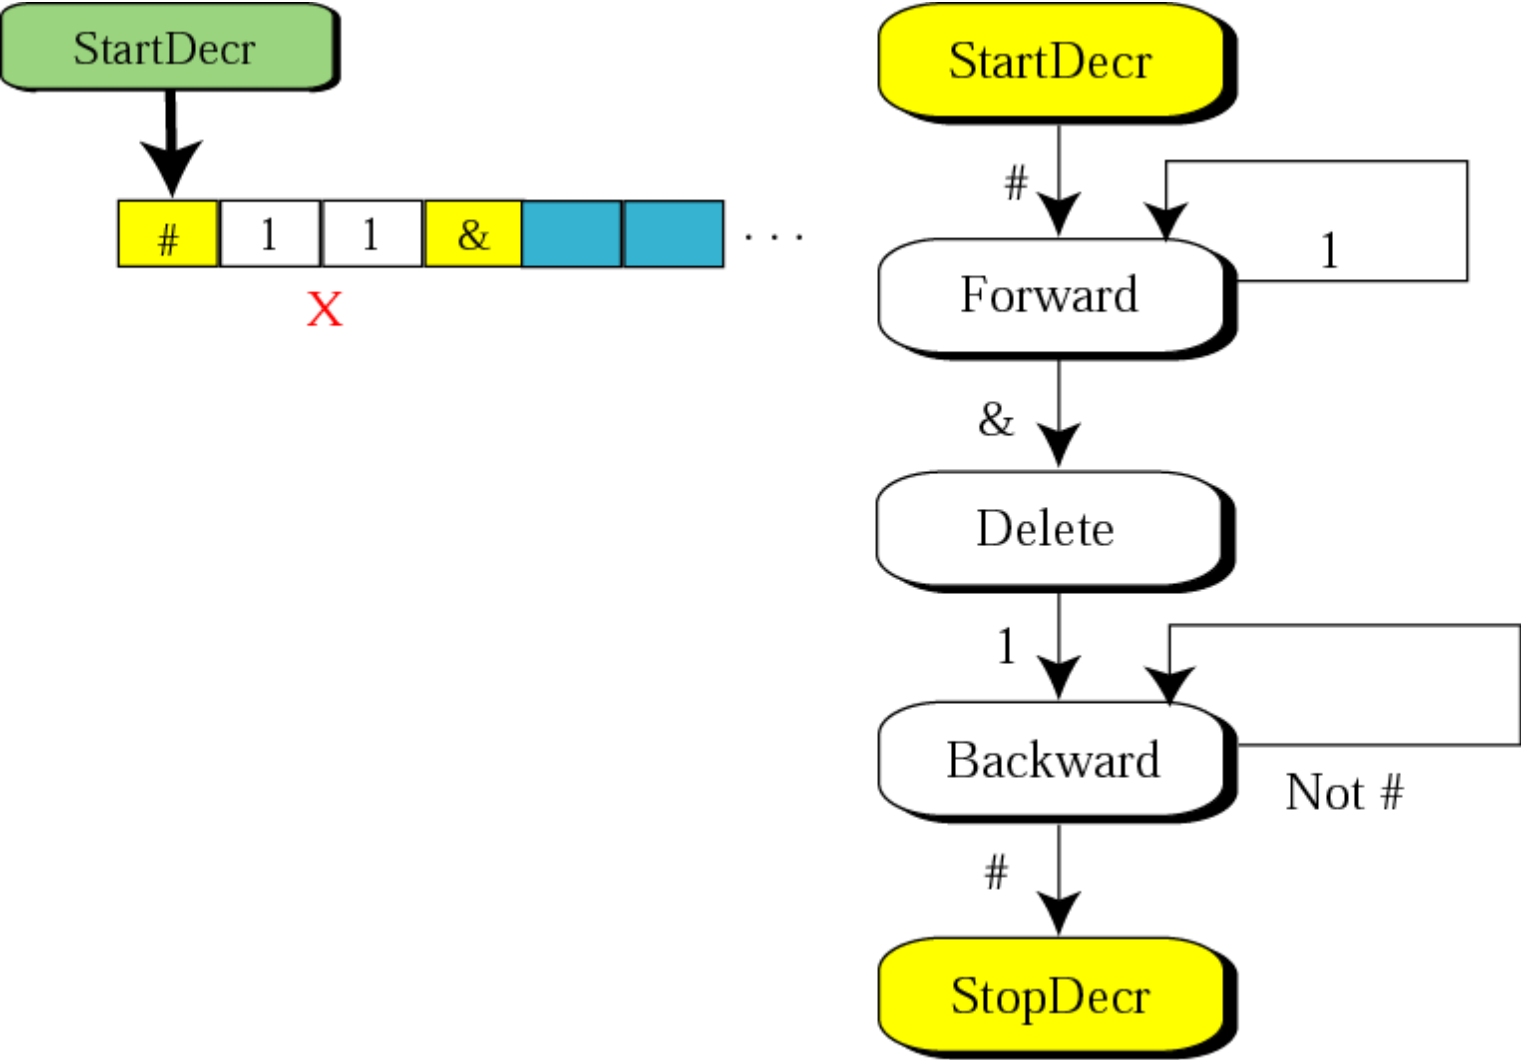 StartDecr
# 1 1 & . . .
X
StartDecr
#
Forward
1
&
Delete
1
Backward
Not #
#
StopDecr